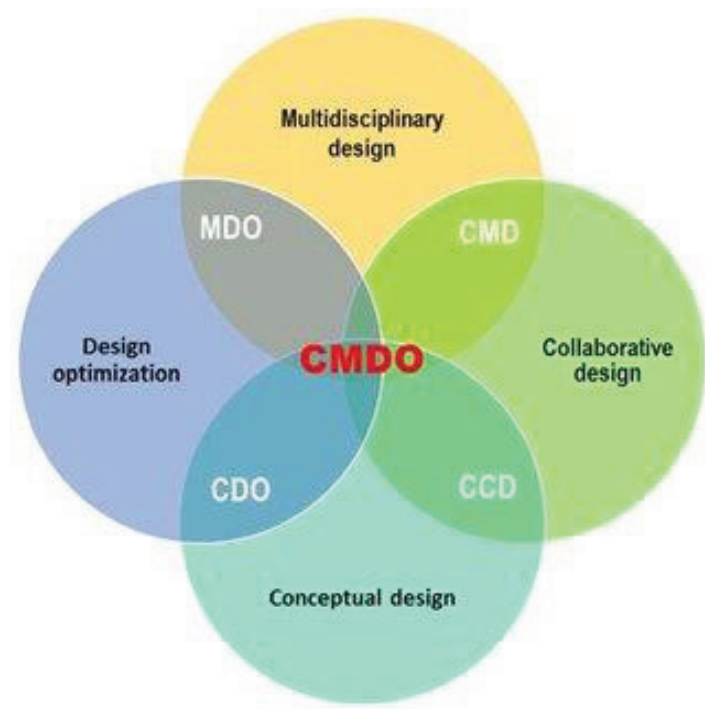 Multidisciplinary
design
MDO
CMD
Design
optimization
CMDO
Collaborative
design
CDO
CCD
Conceptual design